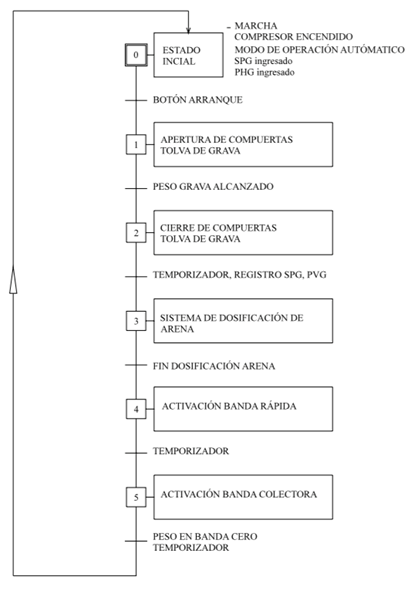 - MARCHA
COMPRESOR ENCENDIDO
MODO DE OPERACIÓN AUTOMÁTICO
SPG ingresado
PHG ingresado
0
ESTADO
INCIAL
BOTÓN ARRANQUE
1
APERTURA DE COMPUERTAS
TOLVA DE GRAVA
PESO GRAVA ALCANZADO
2
CIERRE DE COMPUERTAS
TOLVA DE GRAVA
TEMPORIZADOR, REGISTRO SPG, PVG
3
SISTEMA DE DOSIFICACIÓN DE
ARENA
FIN DOSIFICACIÓN ARENA
4
ACTIVACIÓN BANDA RÁPIDA
TEMPORIZADOR
5
ACTIVACIÓN BANDA COLECTORA
PESO EN BANDA CERO
TEMPORIZADOR